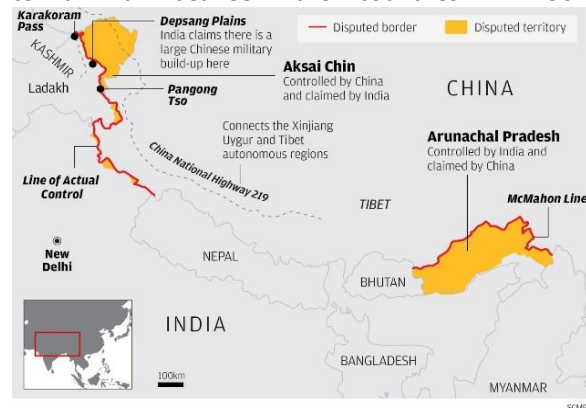 Karakoram
Pass
Depsang Plains
India claims there is a
large Chinese military
build-up here
Disputed border
Disputed territory
KASHMIR
Ladakh
Aksai Chin
Controlled by China
and claimed by India
CHINA
Pangong
Tso
Connects the Xinjiang
Uygur and Tibet
autonomous regions
Arunachal Pradesh
Controlled by India and
claimed by China
China National Highway 219
Line of Actual
Control
McMahon Line
TIBET
New
Delhi
NEPAL
BHUTAN
INDIA
BANGLADESH
100km
MYANMAR
SCMP